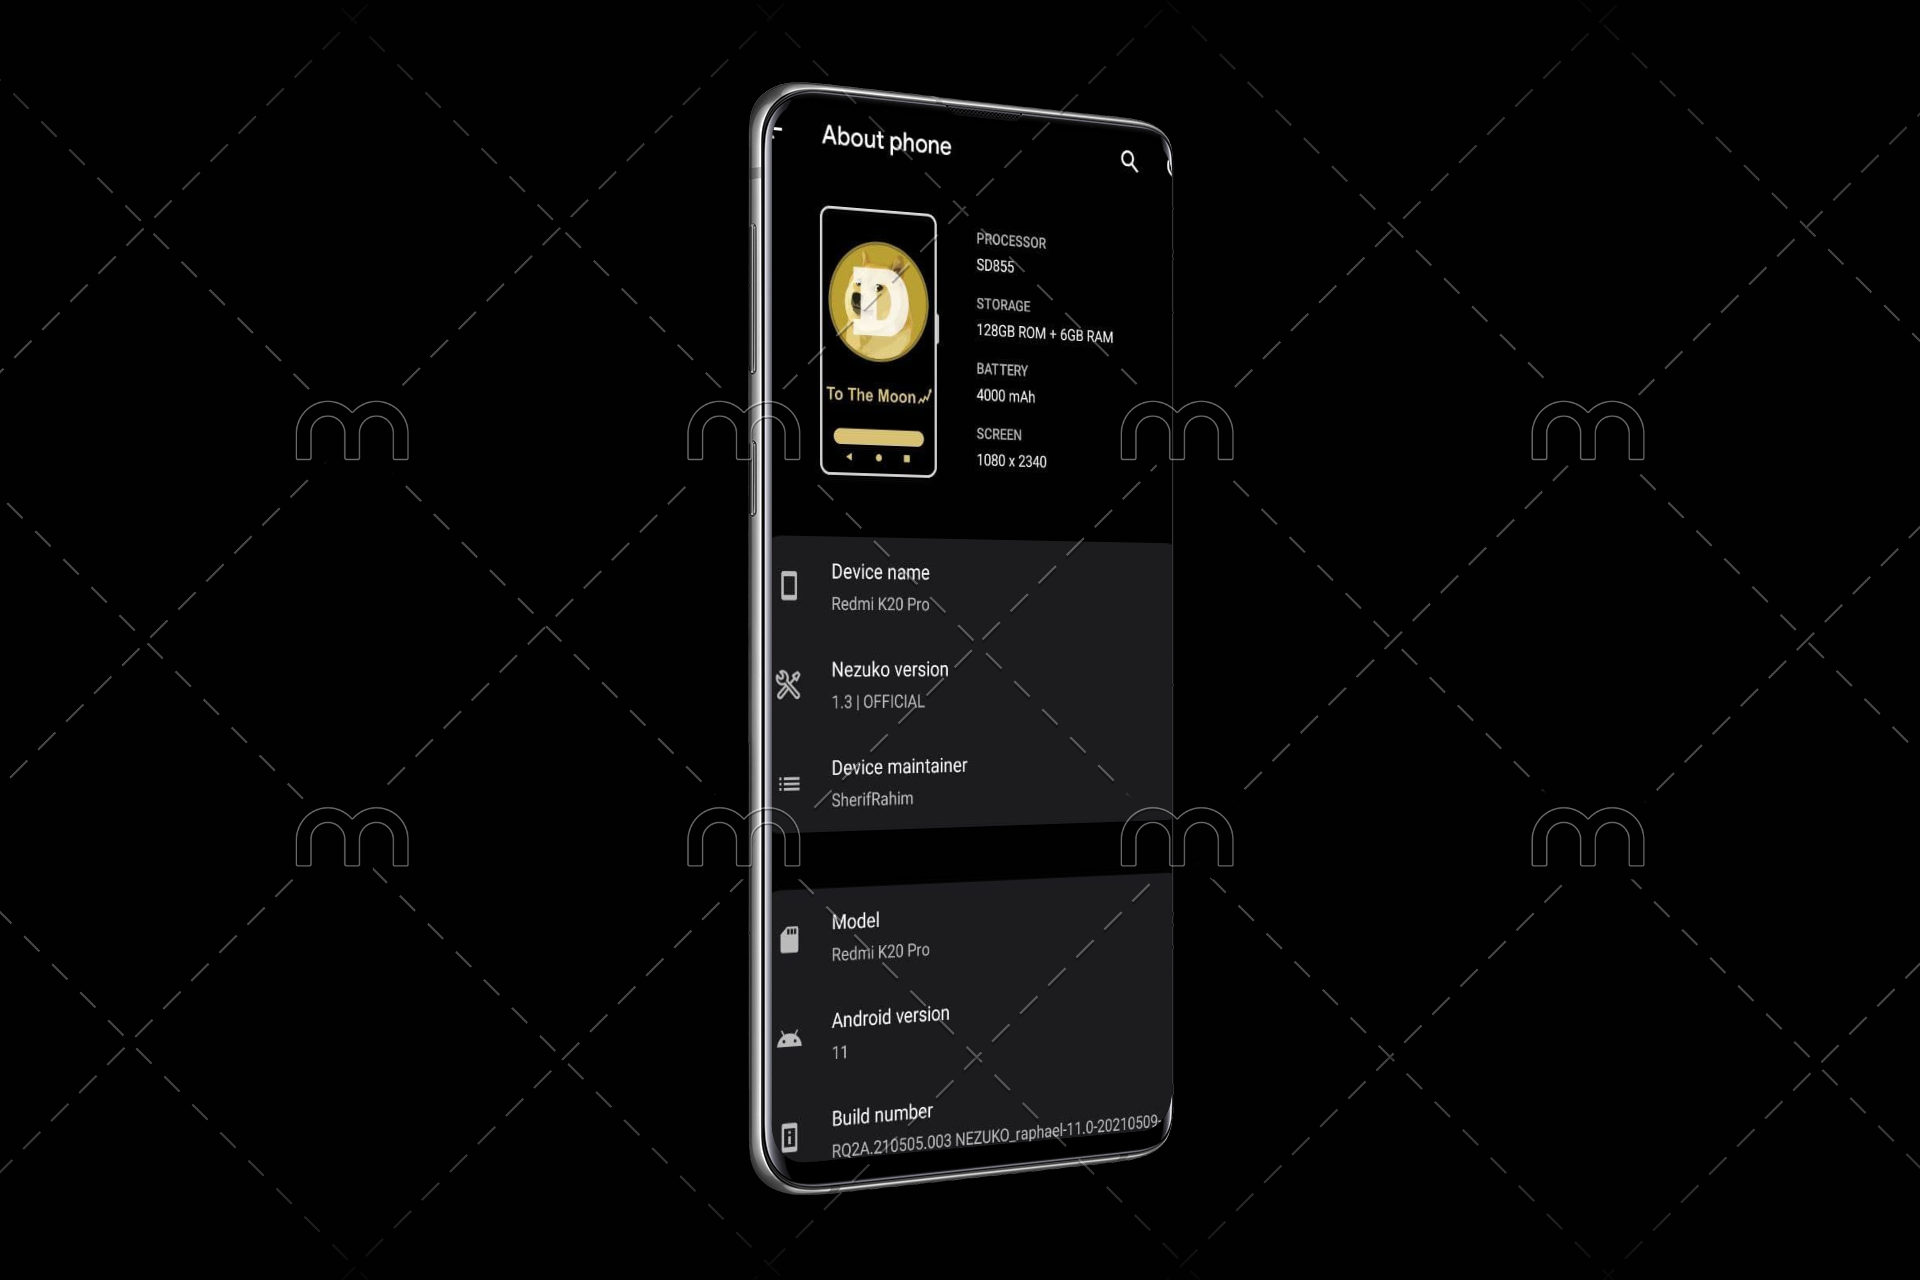 About phone
D
To The Moon
PROCESSOR
SD855
STORAGE
128GB ROM + 6GB RAM
BATTERY
4000 mAh
SCREEN
1080 x 2340
Device name
Redmi K20 Pro
Nezuko version
1.3 | OFFICIAL
Device maintainer
SherifRahim
Model
Redmi K20 Pro
Android version
11
Build number
RQ2A.210505.003 NEZUKO_raphael-11.0-20210509-
m m m m
m m m m